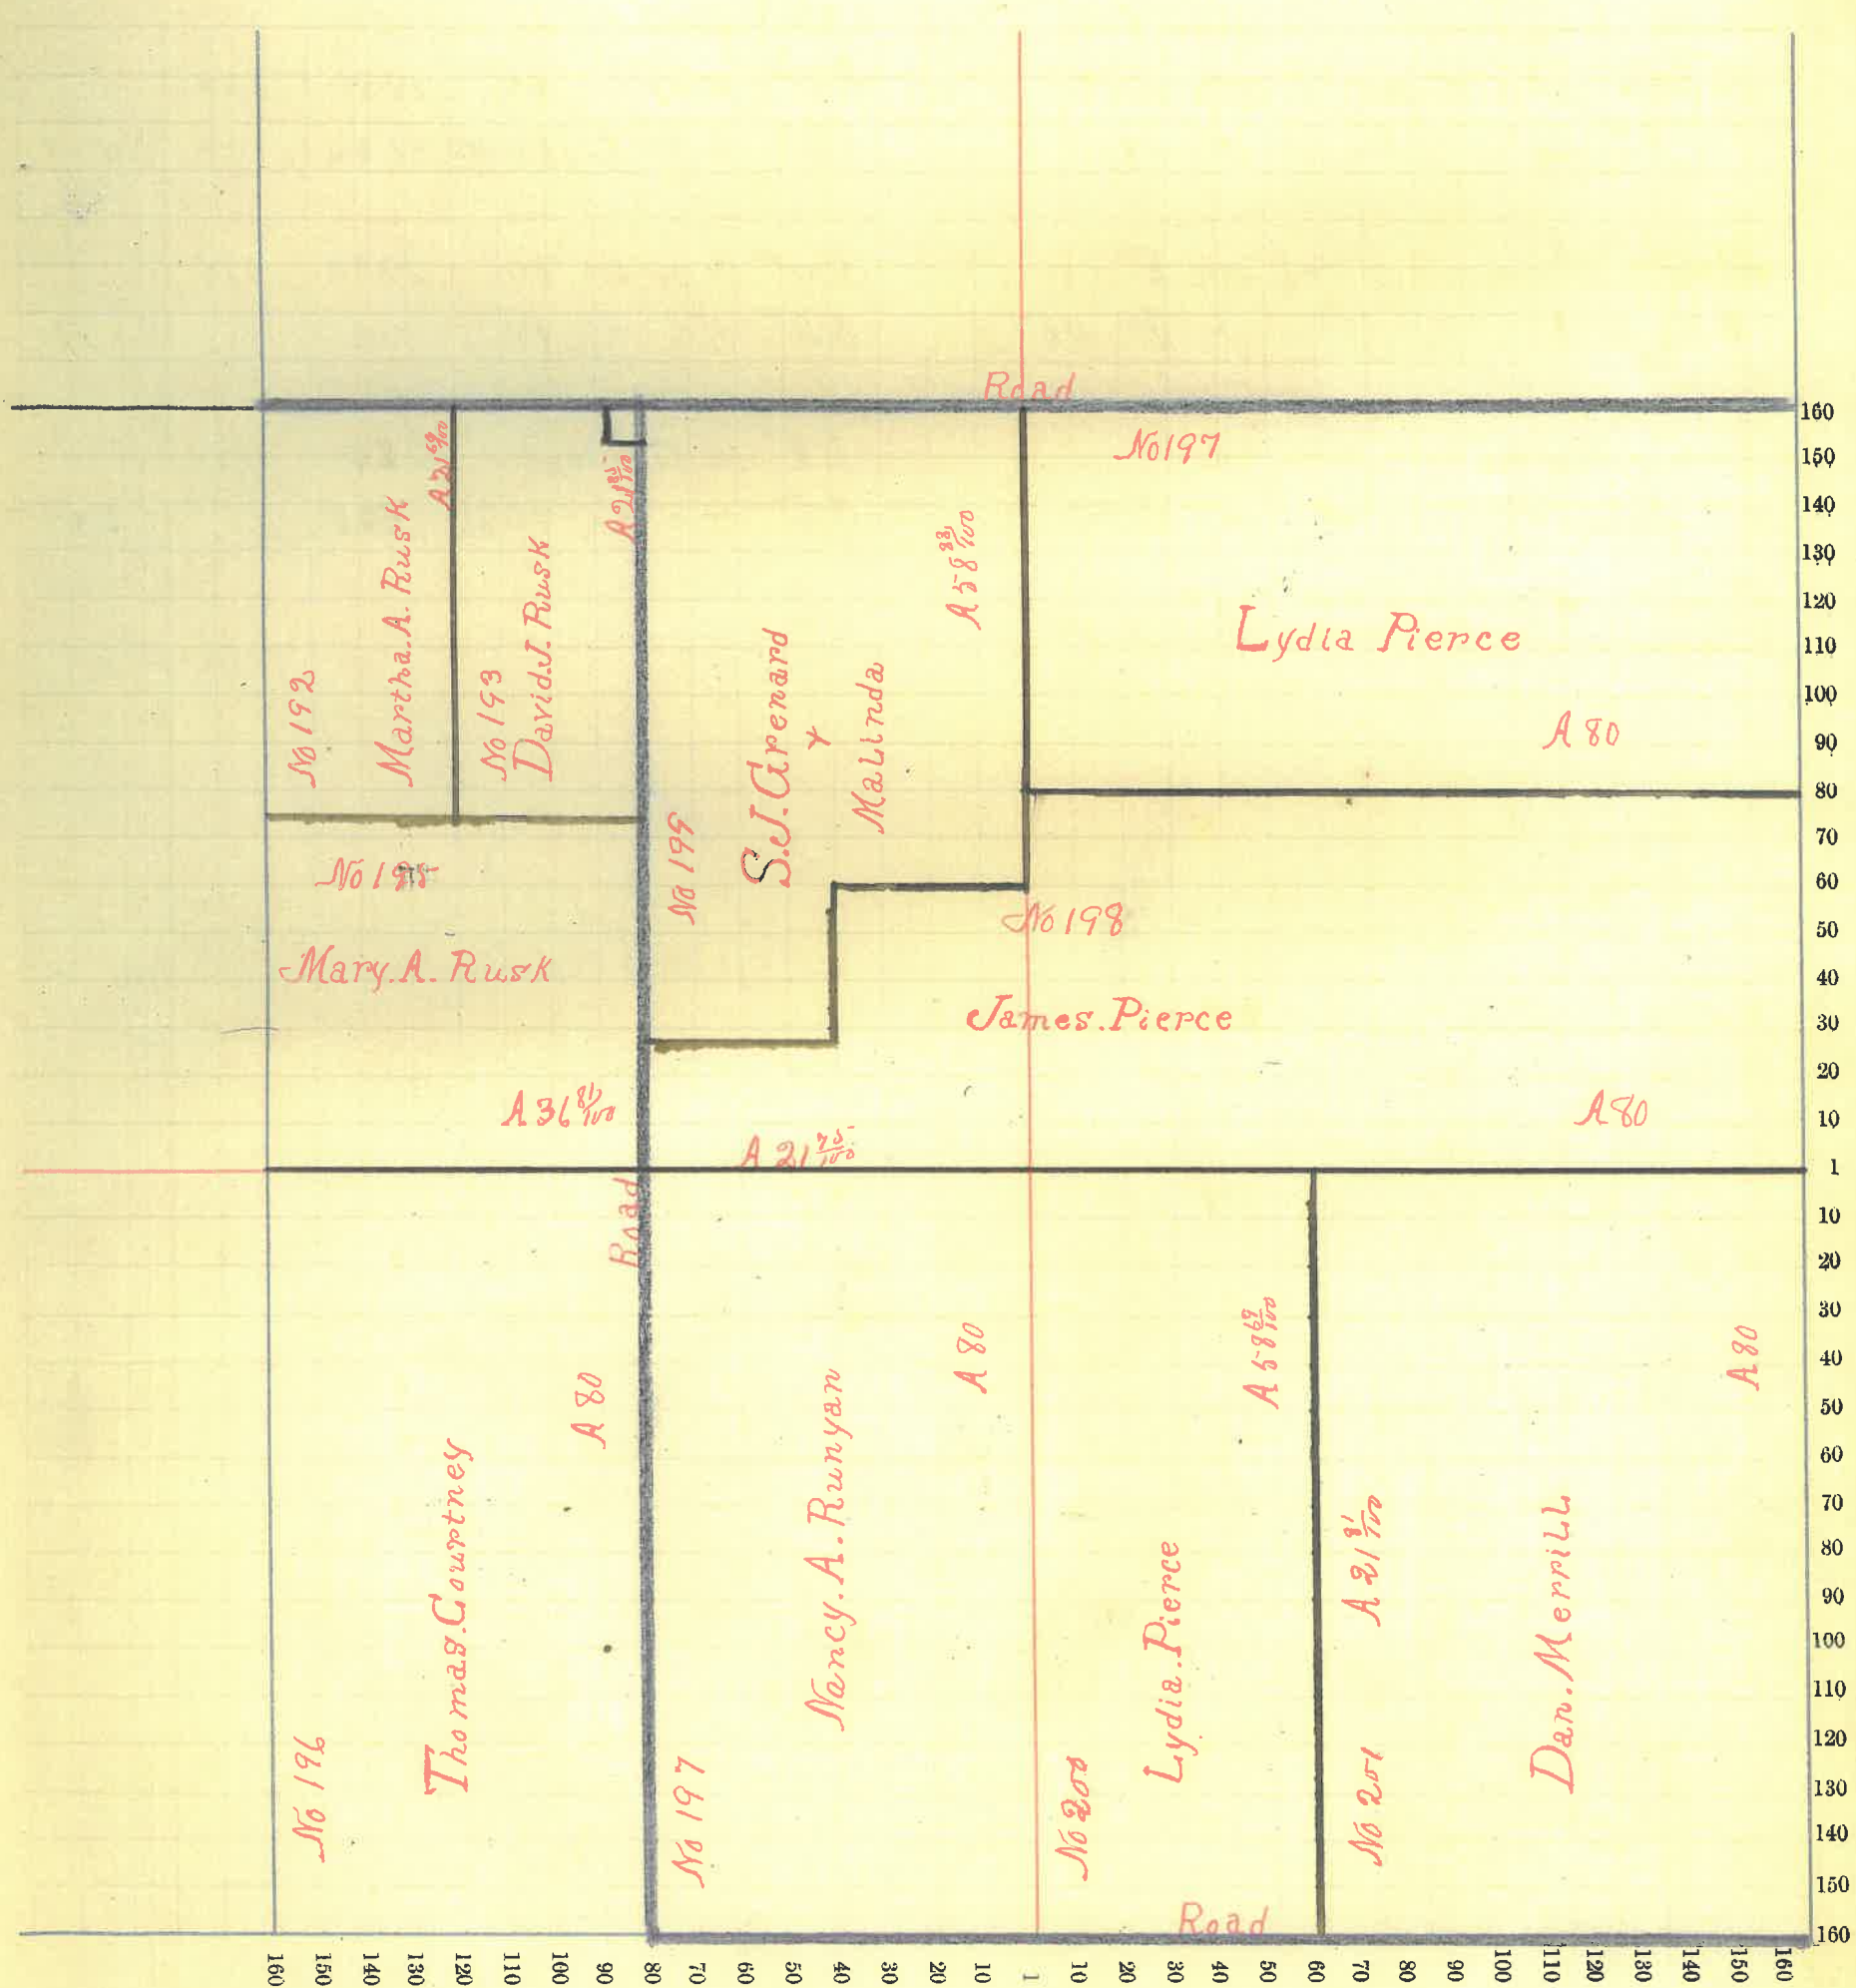 Road
No 197
Lydia Pierce
A 80
No 192
Martha. A. Rusk
A 21 69/100
No 193
David. J. Rusk
S. J. Grenard
&
Malinda
A 58 23/100
No 195
Mary. A. Rusk
A 36 81/100
No 198
James. Pierce
A 80
A 21 75/100
Road
No 196
Thomas. Courtney
A 80
No 197
Nancy. A. Runyan
A 80
No 200
Lydia. Pierce
A 58 69/100
No 201
A 21 81/100
Dan. Merrill
A 80
Road
160
150
140
130
120
110
100
90
80
70
60
50
40
30
20
10
1
10
20
30
40
50
60
70
80
90
100
110
120
130
140
150
160
160 150 140 130 120 110 100 90 80 70 60 50 40 30 20 10 1 10 20 30 40 50 60 70 80 90 100 110 120 130 140 150 160